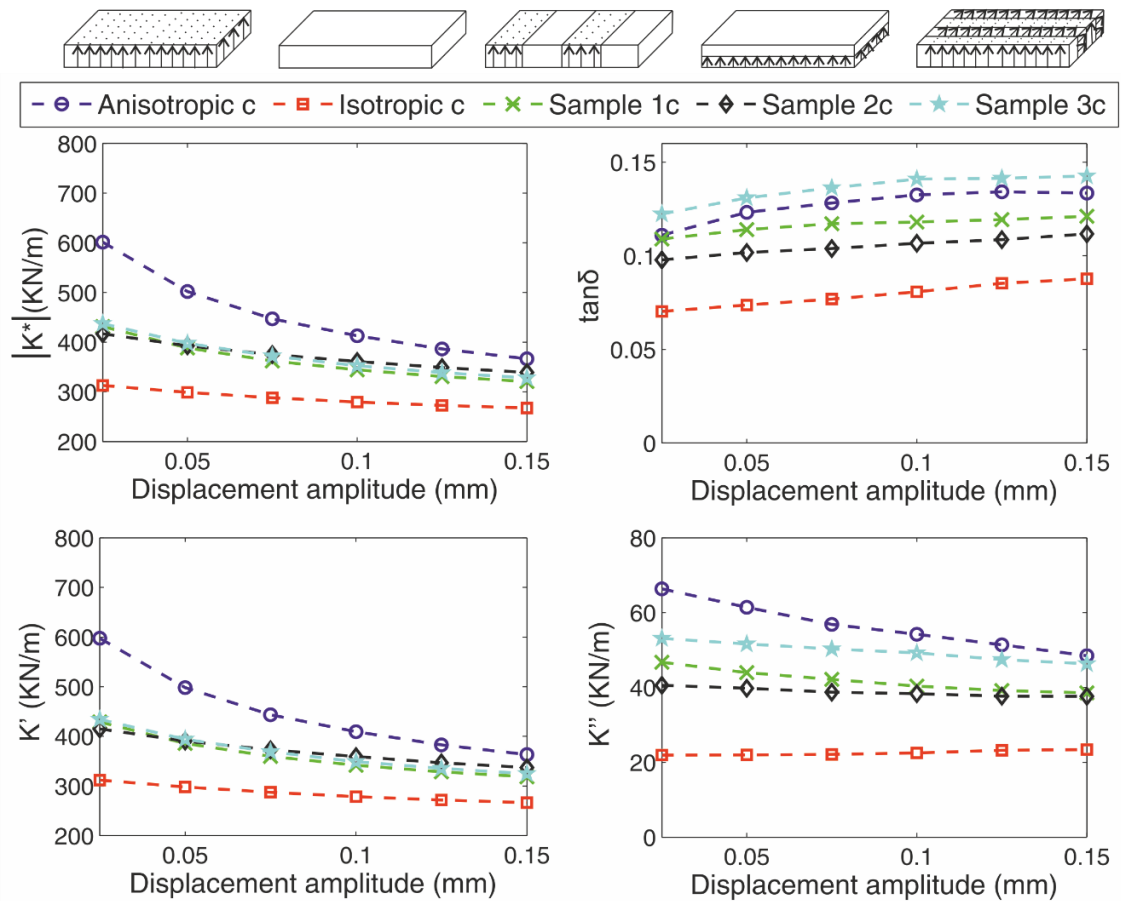 Anisotropic c Isotropic c Sample 1c Sample 2c Sample 3c
800
700
600
500
400
300
200
|K*|(KN/m)
0.05 0.1 0.15
Displacement amplitude (mm)
0.15
0.1
0.05
0
tanδ
0.05 0.1 0.15
Displacement amplitude (mm)
800
700
600
500
400
300
200
K' (KN/m)
0.05 0.1 0.15
Displacement amplitude (mm)
80
60
40
20
0
K'' (KN/m)
0.05 0.1 0.15
Displacement amplitude (mm)